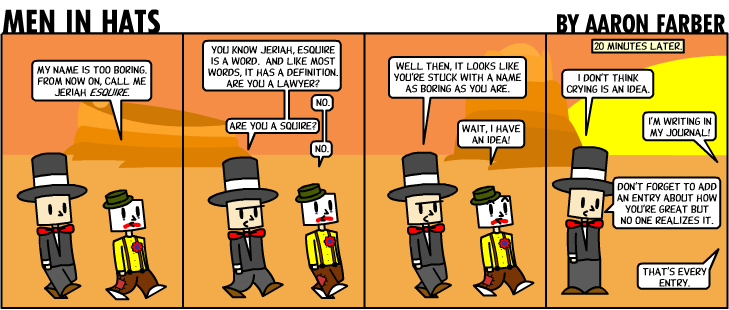 MEN IN HATS
BY AARON FARBER
MY NAME IS TOO BORING.
FROM NOW ON, CALL ME
JERIAH ESQUIRE.
YOU KNOW JERIAH, ESQUIRE
IS A WORD. AND LIKE MOST
WORDS, IT HAS A DEFINITION.
ARE YOU A LAWYER?
NO.
ARE YOU A SQUIRE?
NO.
WELL THEN, IT LOOKS LIKE
YOU'RE STUCK WITH A NAME
AS BORING AS YOU ARE.
WAIT, I HAVE
AN IDEA!
20 MINUTES LATER.
I DON'T THINK
CRYING IS AN IDEA.
I'M WRITING IN
MY JOURNAL!
DON'T FORGET TO ADD
AN ENTRY ABOUT HOW
YOU'RE GREAT BUT
NO ONE REALIZES IT.
THAT'S EVERY
ENTRY.